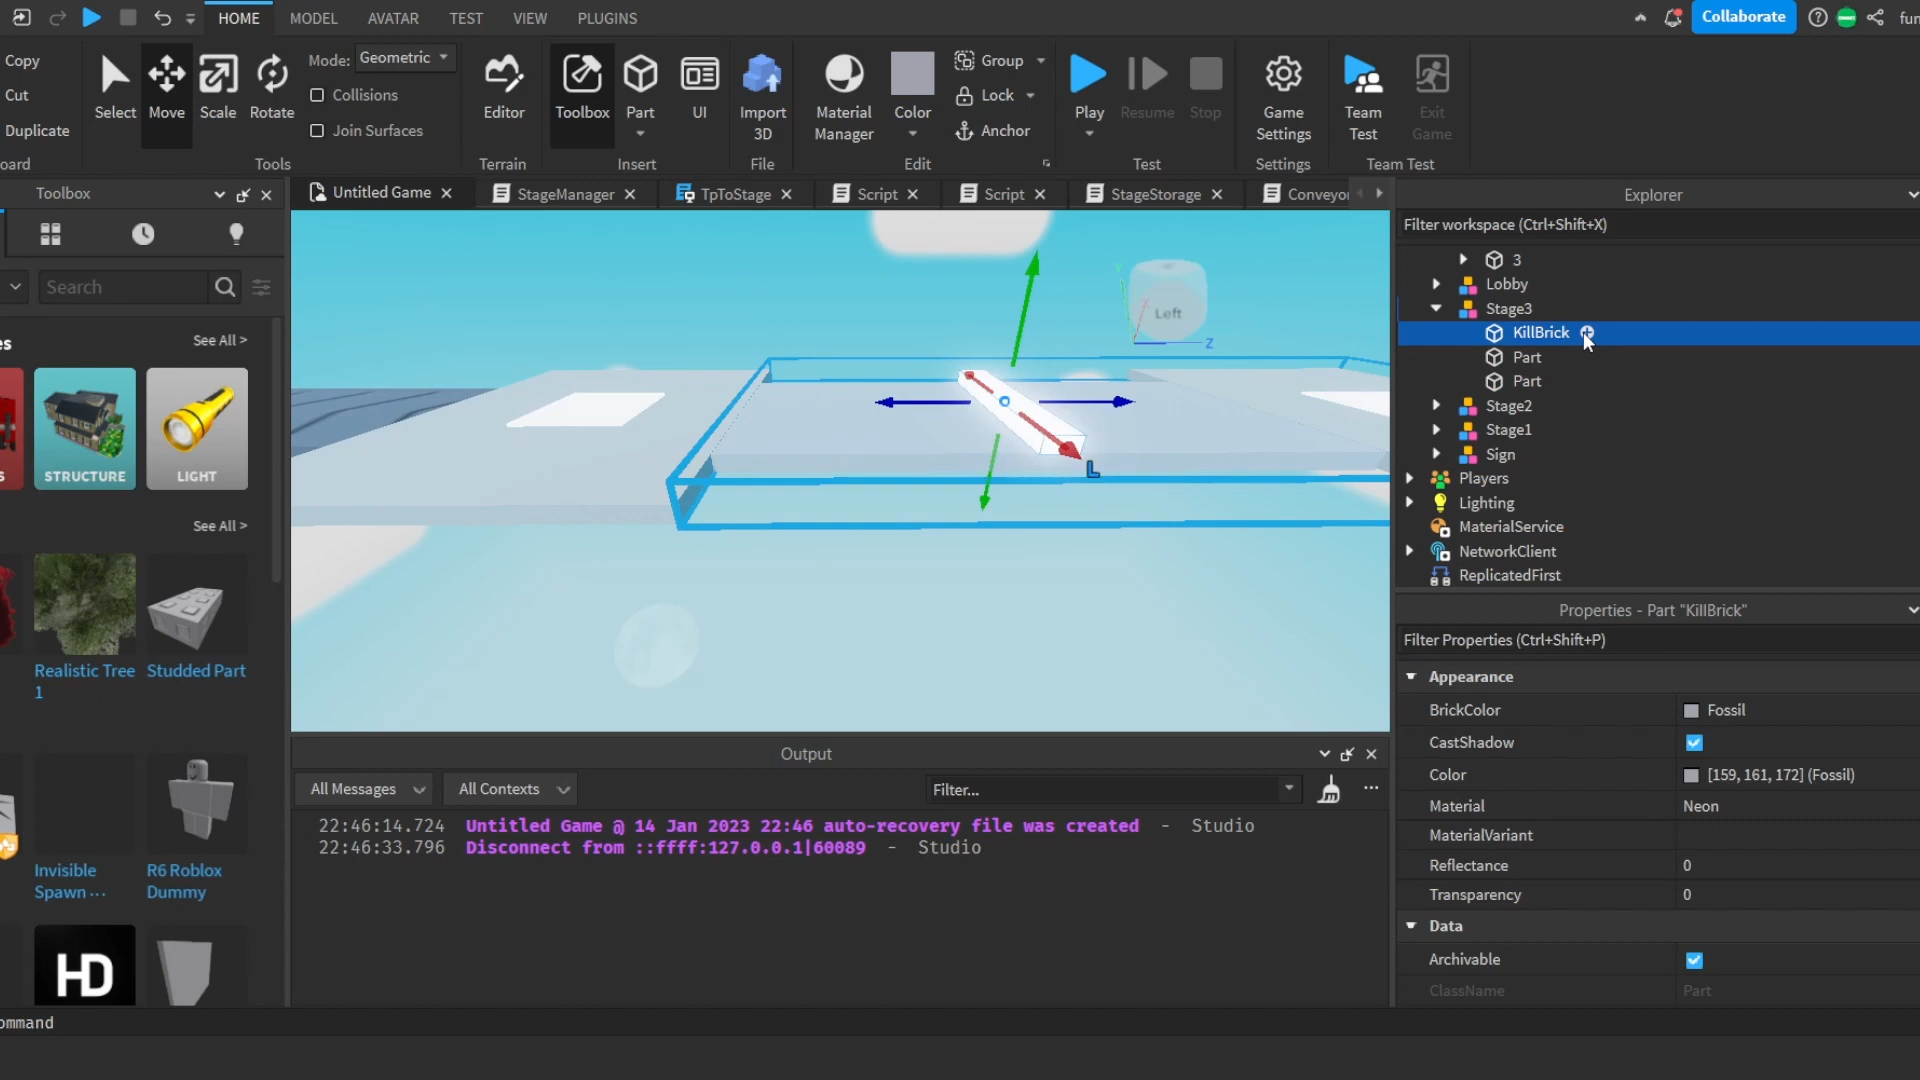 HOME MODEL AVATAR TEST VIEW PLUGINS Collaborate
Copy
Cut
Duplicate
Select Move Scale Rotate
Mode: Geometric
Collisions
Join Surfaces
Editor Toolbox Part UI
Import
3D
Material
Manager
Color
Group
Lock
Anchor
Play Resume Stop
Game
Settings
Team
Test
Exit
Game
Tools Terrain Insert File Edit Test Settings Team Test
Toolbox
Untitled Game StageManager TpToStage Script Script StageStorage
Explorer
Filter workspace (Ctrl+Shift+X)
Search
See All >
STRUCTURE LIGHT
See All >
Realistic Tree
1
Studded Part
Invisible
Spawn ...
R6 Roblox
Dummy
HD
Left
Z
L
3
Lobby
Stage3
KillBrick
Part
Part
Stage2
Stage1
Sign
Players
Lighting
MaterialService
NetworkClient
ReplicatedFirst
Properties - Part "KillBrick"
Filter Properties (Ctrl+Shift+P)
Appearance
BrickColor Fossil
CastShadow
Color [159, 161, 172] (Fossil)
Material Neon
MaterialVariant
Reflectance 0
Transparency 0
Data
Archivable
ClassName Part
Output
All Messages All Contexts Filter...
22:46:14.724 Untitled Game @ 14 Jan 2023 22:46 auto-recovery file was created - Studio
22:46:33.796 Disconnect from ::ffff:127.0.0.1|60089 - Studio